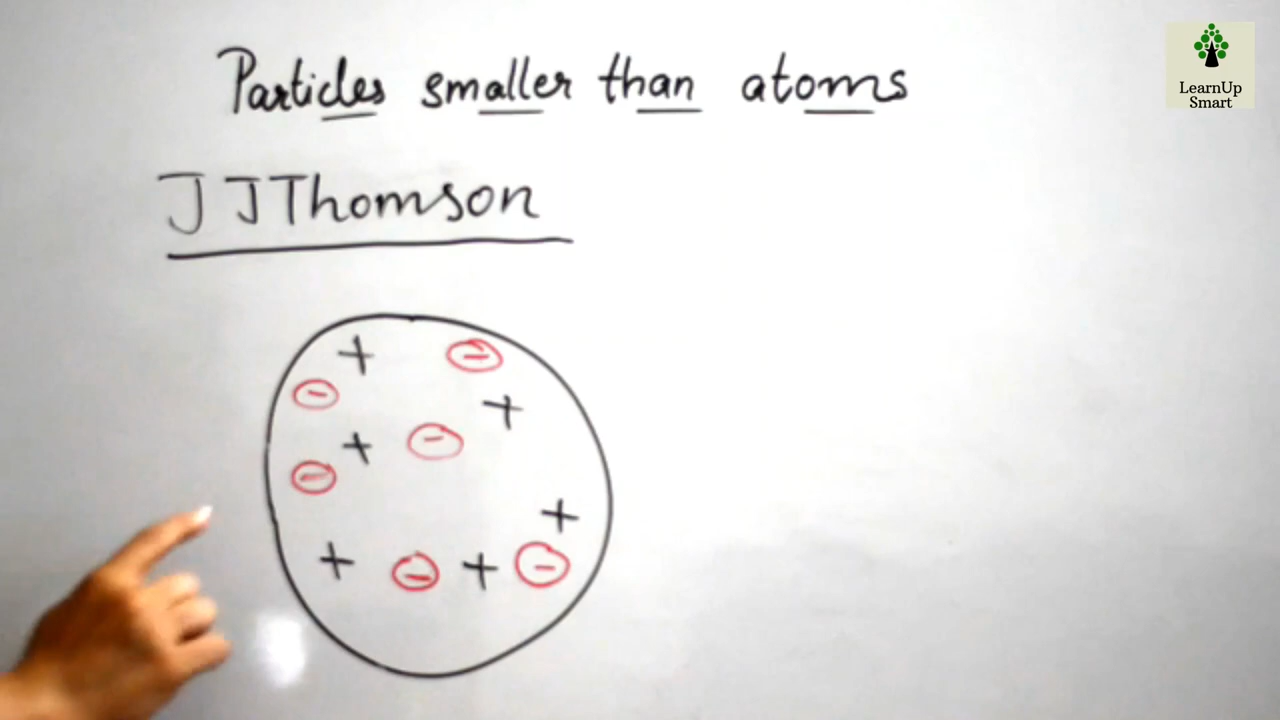 Particles smaller than atoms
LearnUp
Smart
J J Thomson
+ -
-
+
+ -
-
+
+ - + -